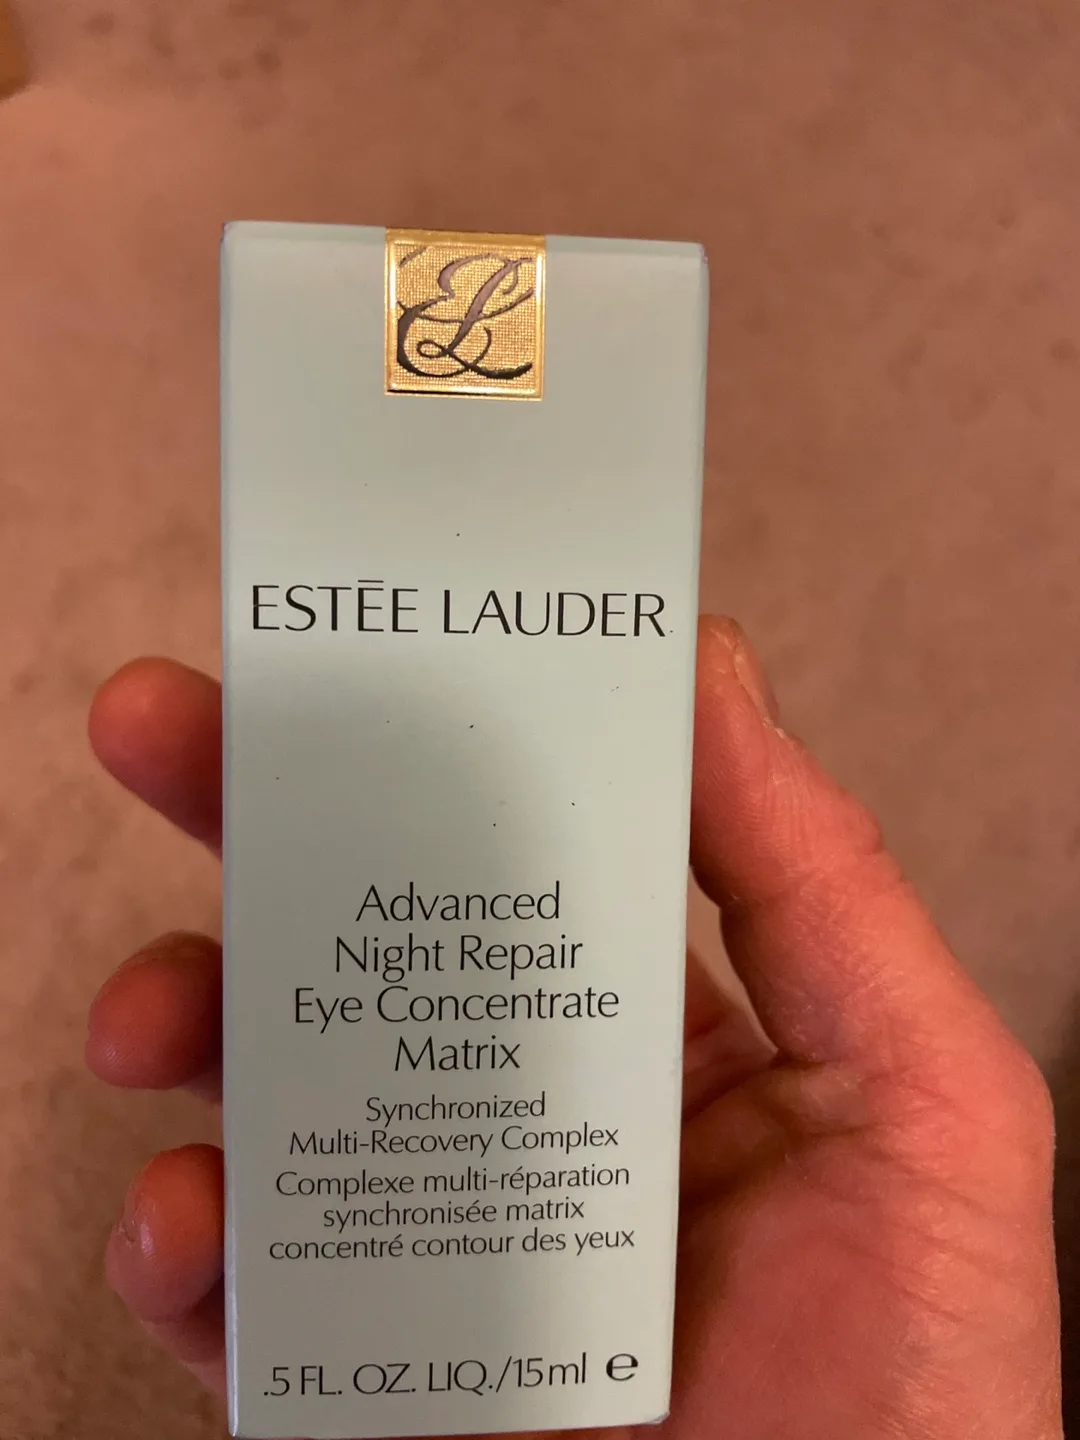 EL
ESTĒE LAUDER
Advanced
Night Repair
Eye Concentrate
Matrix
Synchronized
Multi-Recovery Complex
Complexe multi-réparation
synchronisée matrix
concentré contour des yeux
.5 FL. OZ. LIQ./15ml e